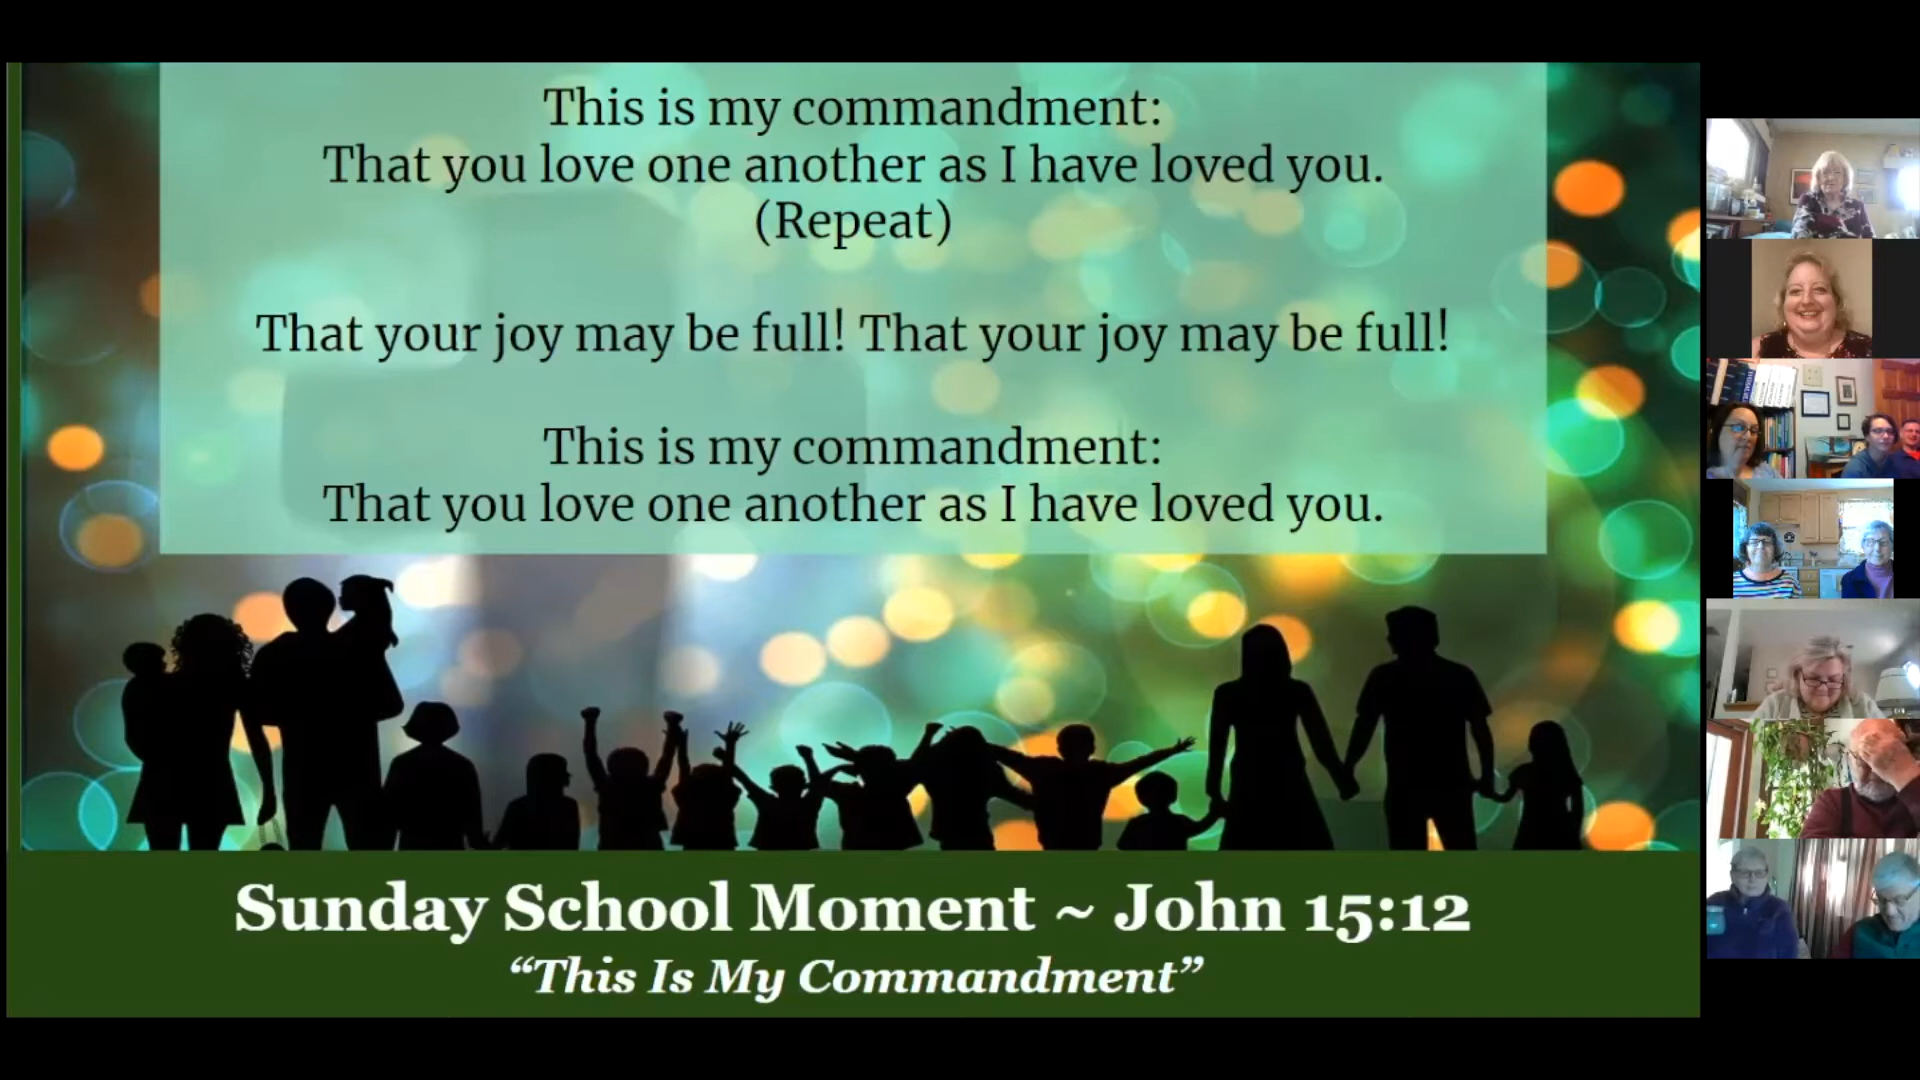 This is my commandment:
That you love one another as I have loved you.
(Repeat)
That your joy may be full! That your joy may be full!
This is my commandment:
That you love one another as I have loved you.
Sunday School Moment ~ John 15:12
“This Is My Commandment”